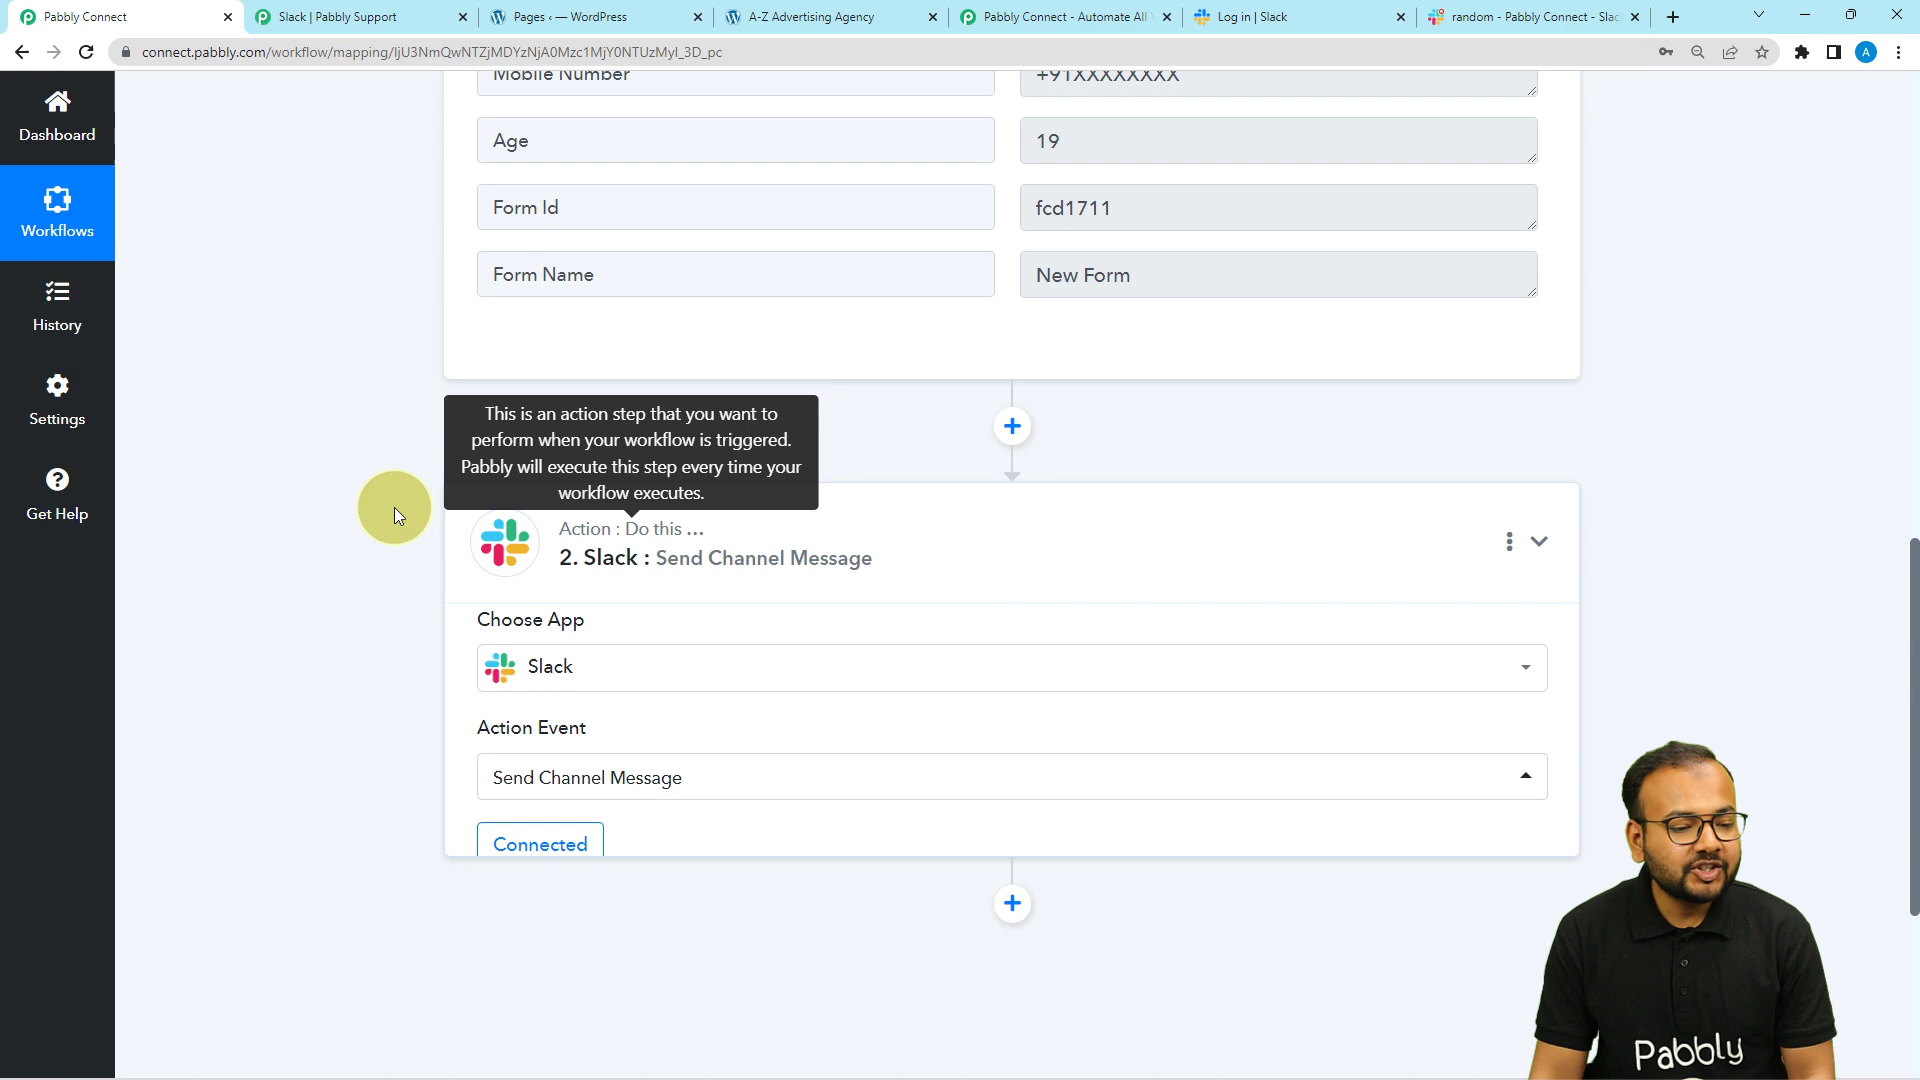 Pabbly Connect
Slack | Pabbly Support
Pages ‹ — WordPress
A-Z Advertising Agency
Pabbly Connect - Automate All
Log in | Slack
random - Pabbly Connect - Slac
connect.pabbly.com/workflow/mapping/IjU3NmQwNTZjMDYzNjA0Mzc1MjY0NTUzMyI_3D_pc
A
Dashboard
Workflows
History
Settings
Get Help
Mobile Number
+91XXXXXXXX
Age
19
Form Id
fcd1711
Form Name
New Form
This is an action step that you want to
perform when your workflow is triggered.
Pabbly will execute this step every time your
workflow executes.
Action : Do this ...
2. Slack : Send Channel Message
Choose App
Slack
Action Event
Send Channel Message
Connected
Pabbly